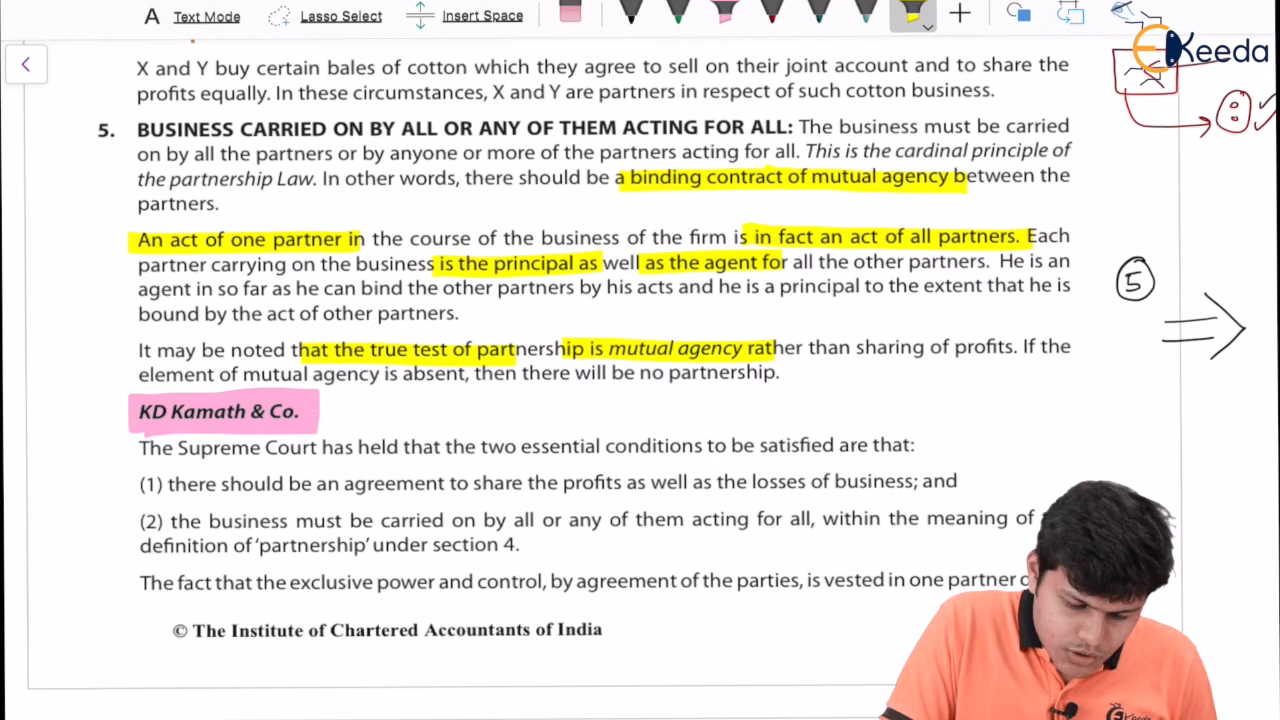 A Text Mode Lasso Select Insert Space
Keeda
X and Y buy certain bales of cotton which they agree to sell on their joint account and to share the
profits equally. In these circumstances, X and Y are partners in respect of such cotton business.
5. BUSINESS CARRIED ON BY ALL OR ANY OF THEM ACTING FOR ALL: The business must be carried
on by all the partners or by anyone or more of the partners acting for all. This is the cardinal principle of
the partnership Law. In other words, there should be a binding contract of mutual agency between the
partners.
An act of one partner in the course of the business of the firm is in fact an act of all partners. Each
partner carrying on the business is the principal as well as the agent for all the other partners. He is an
agent in so far as he can bind the other partners by his acts and he is a principal to the extent that he is
bound by the act of other partners.
5
It may be noted that the true test of partnership is mutual agency rather than sharing of profits. If the
element of mutual agency is absent, then there will be no partnership.
KD Kamath & Co.
The Supreme Court has held that the two essential conditions to be satisfied are that:
(1) there should be an agreement to share the profits as well as the losses of business; and
(2) the business must be carried on by all or any of them acting for all, within the meaning of
definition of ‘partnership’ under section 4.
The fact that the exclusive power and control, by agreement of the parties, is vested in one partner
© The Institute of Chartered Accountants of India